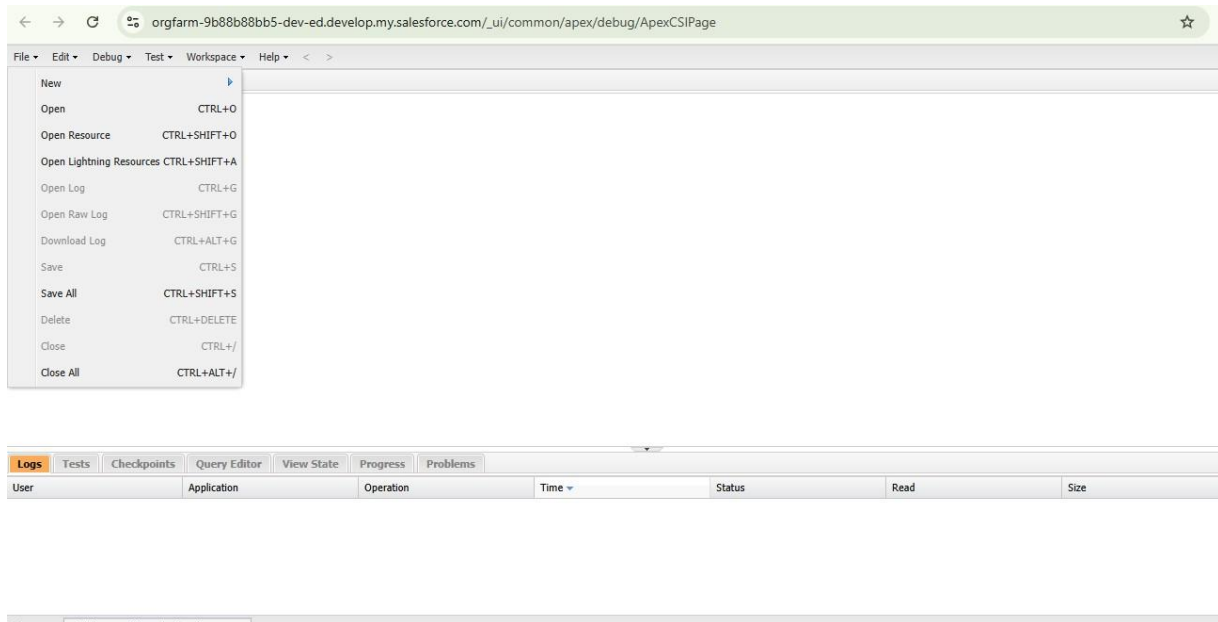 orgfarm-9b88b88bb5-dev-ed.develop.my.salesforce.com/_ui/common/apex/debug/ApexCSIPage
File Edit Debug Test Workspace Help < >
New
Open CTRL+O
Open Resource CTRL+SHIFT+O
Open Lightning Resources CTRL+SHIFT+A
Open Log CTRL+G
Open Raw Log CTRL+SHIFT+G
Download Log CTRL+ALT+G
Save CTRL+S
Save All CTRL+SHIFT+S
Delete CTRL+DELETE
Close CTRL+/
Close All CTRL+ALT+/
Logs Tests Checkpoints Query Editor View State Progress Problems
User Application Operation Time Status Read Size